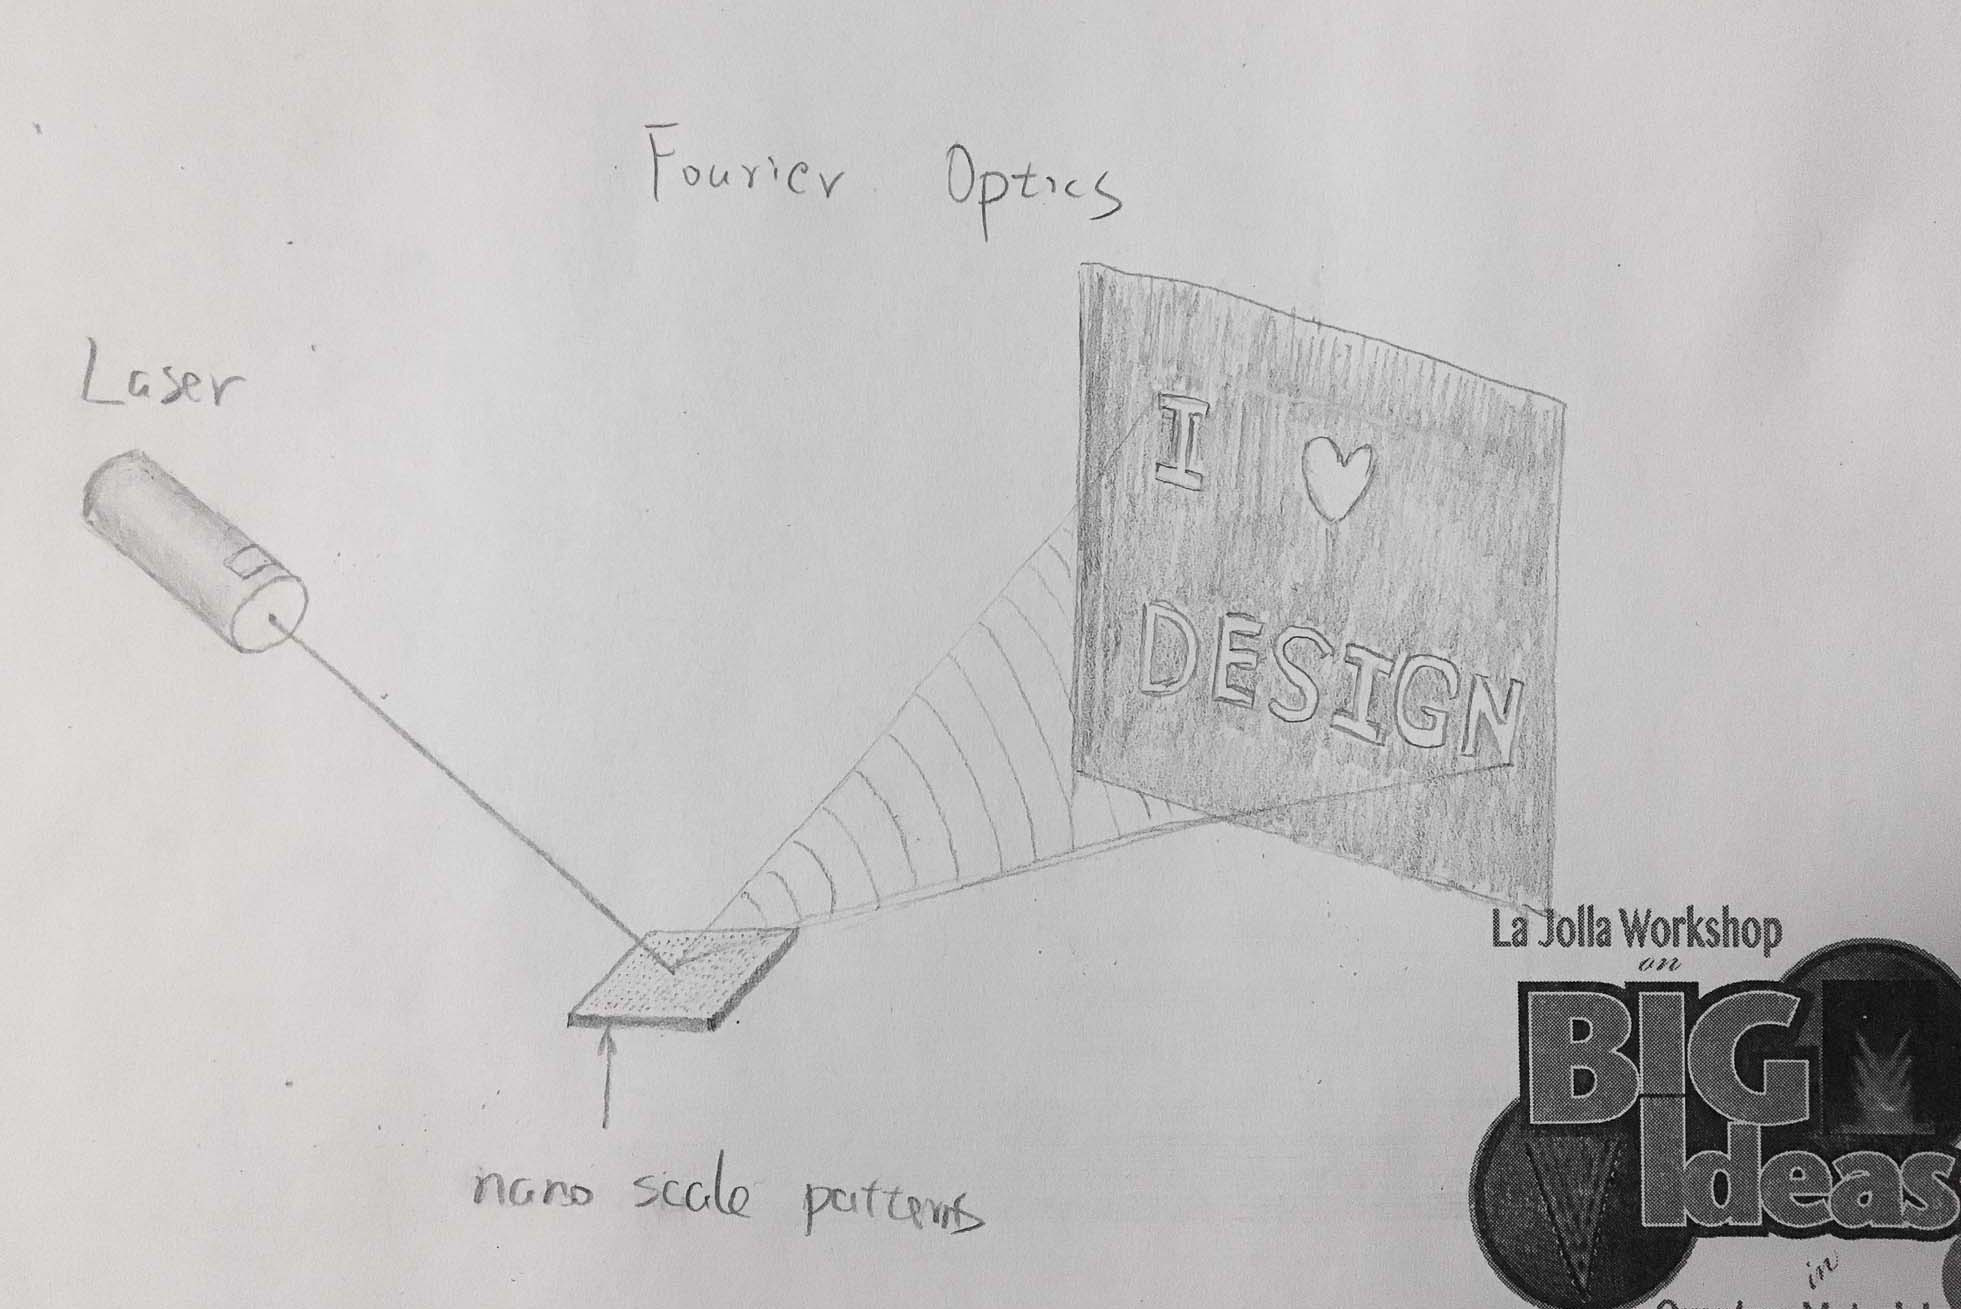 Fourier Optics
Laser
I ♥
DESIGN
nano scale patterns
La Jolla Workshop
on
BIG
Ideas
in